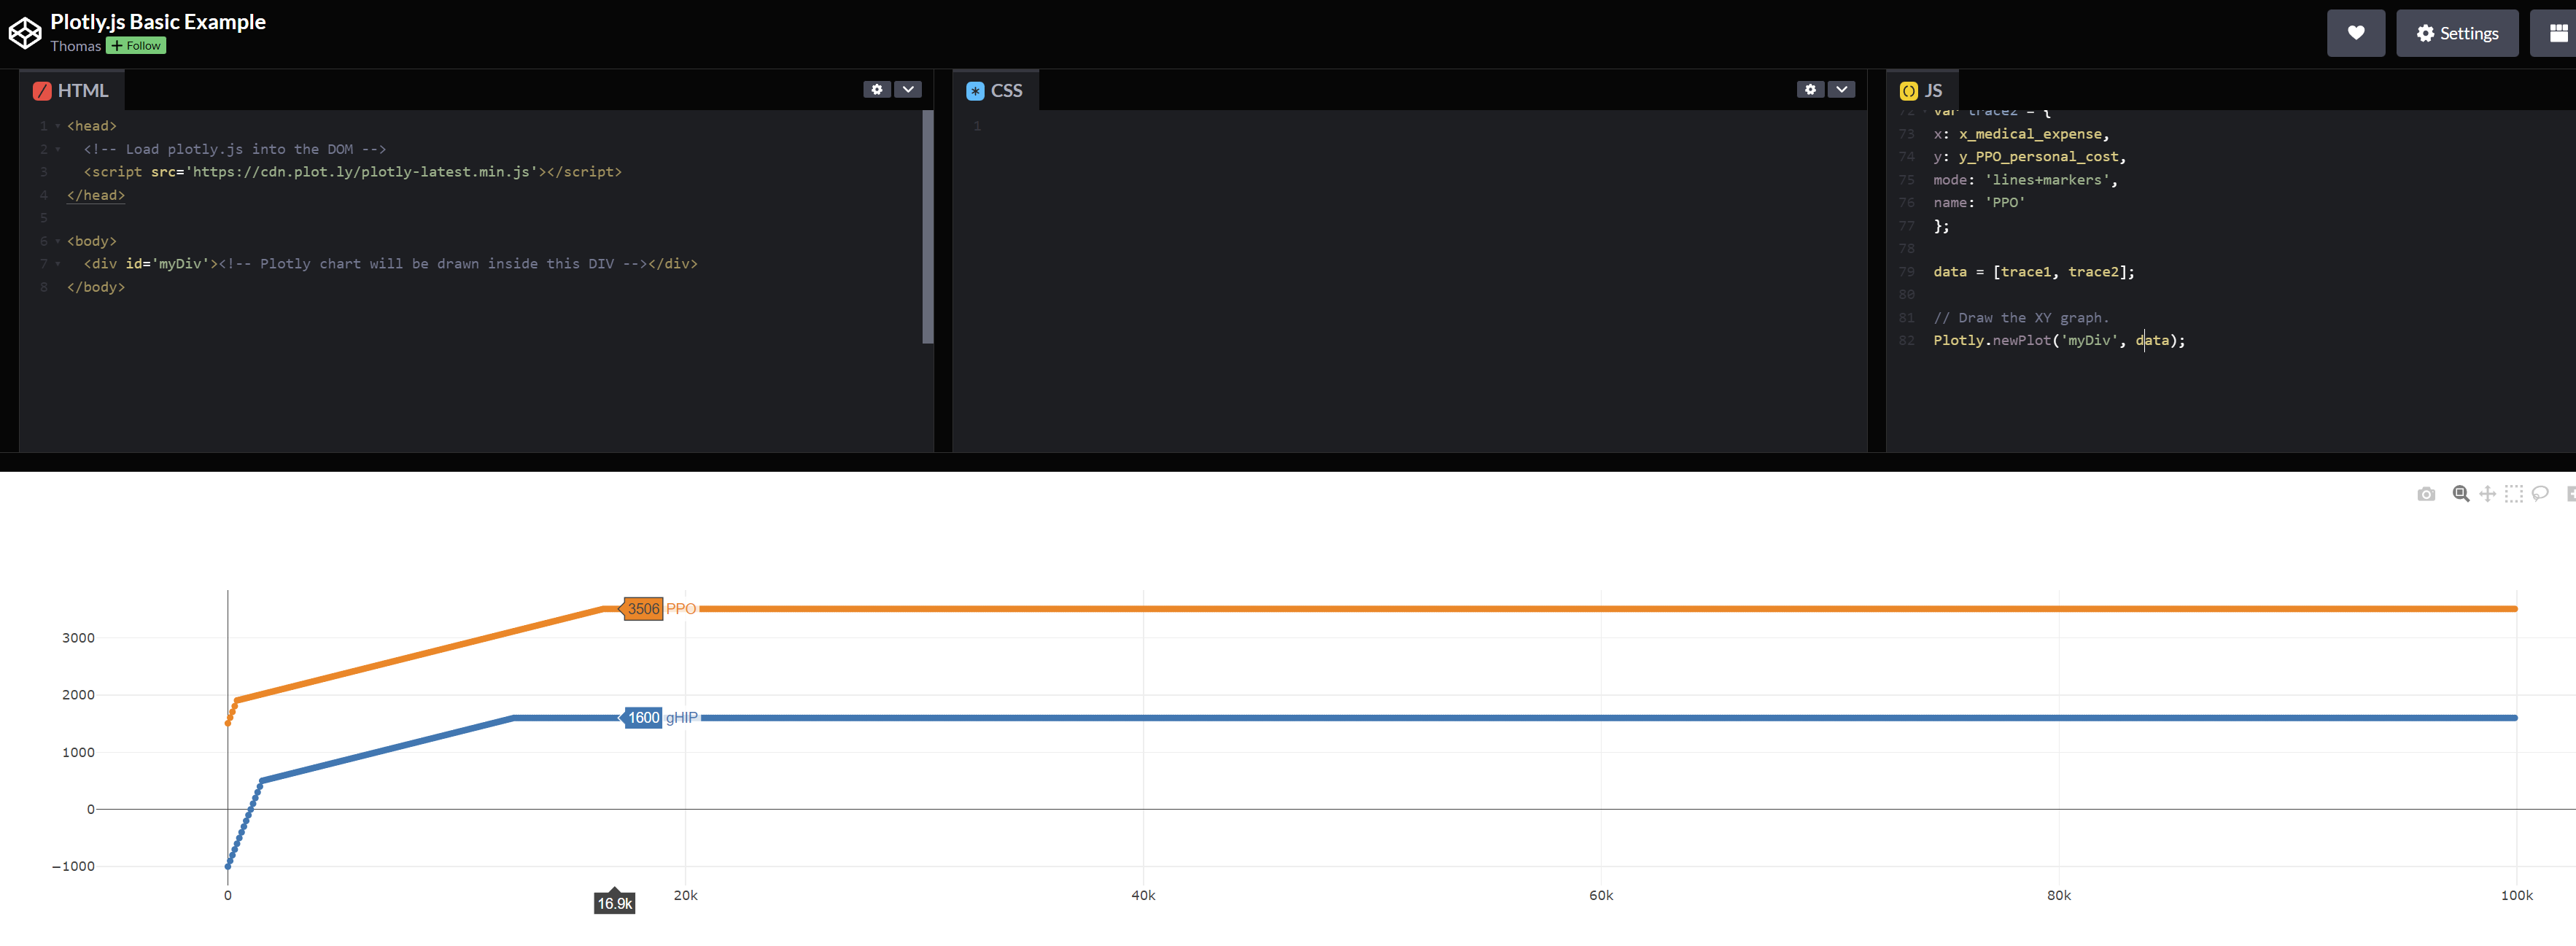 Plotly.js Basic Example
Thomas + Follow
Settings
HTML
1 <head>
2 <!-- Load plotly.js into the DOM -->
3 <script src='https://cdn.plot.ly/plotly-latest.min.js'></script>
4 </head>
5
6 <body>
7 <div id='myDiv'><!-- Plotly chart will be drawn inside this DIV --></div>
8 </body>
CSS
1
JS
72 var trace2 = {
73 x: x_medical_expense,
74 y: y_PPO_personal_cost,
75 mode: 'lines+markers',
76 name: 'PPO'
77 };
78
79 data = [trace1, trace2];
80
81 // Draw the XY graph.
82 Plotly.newPlot('myDiv', data);
3506 PPO
1600 gHIP
3000
2000
1000
0
−1000
0
16.9k
20k
40k
60k
80k
100k